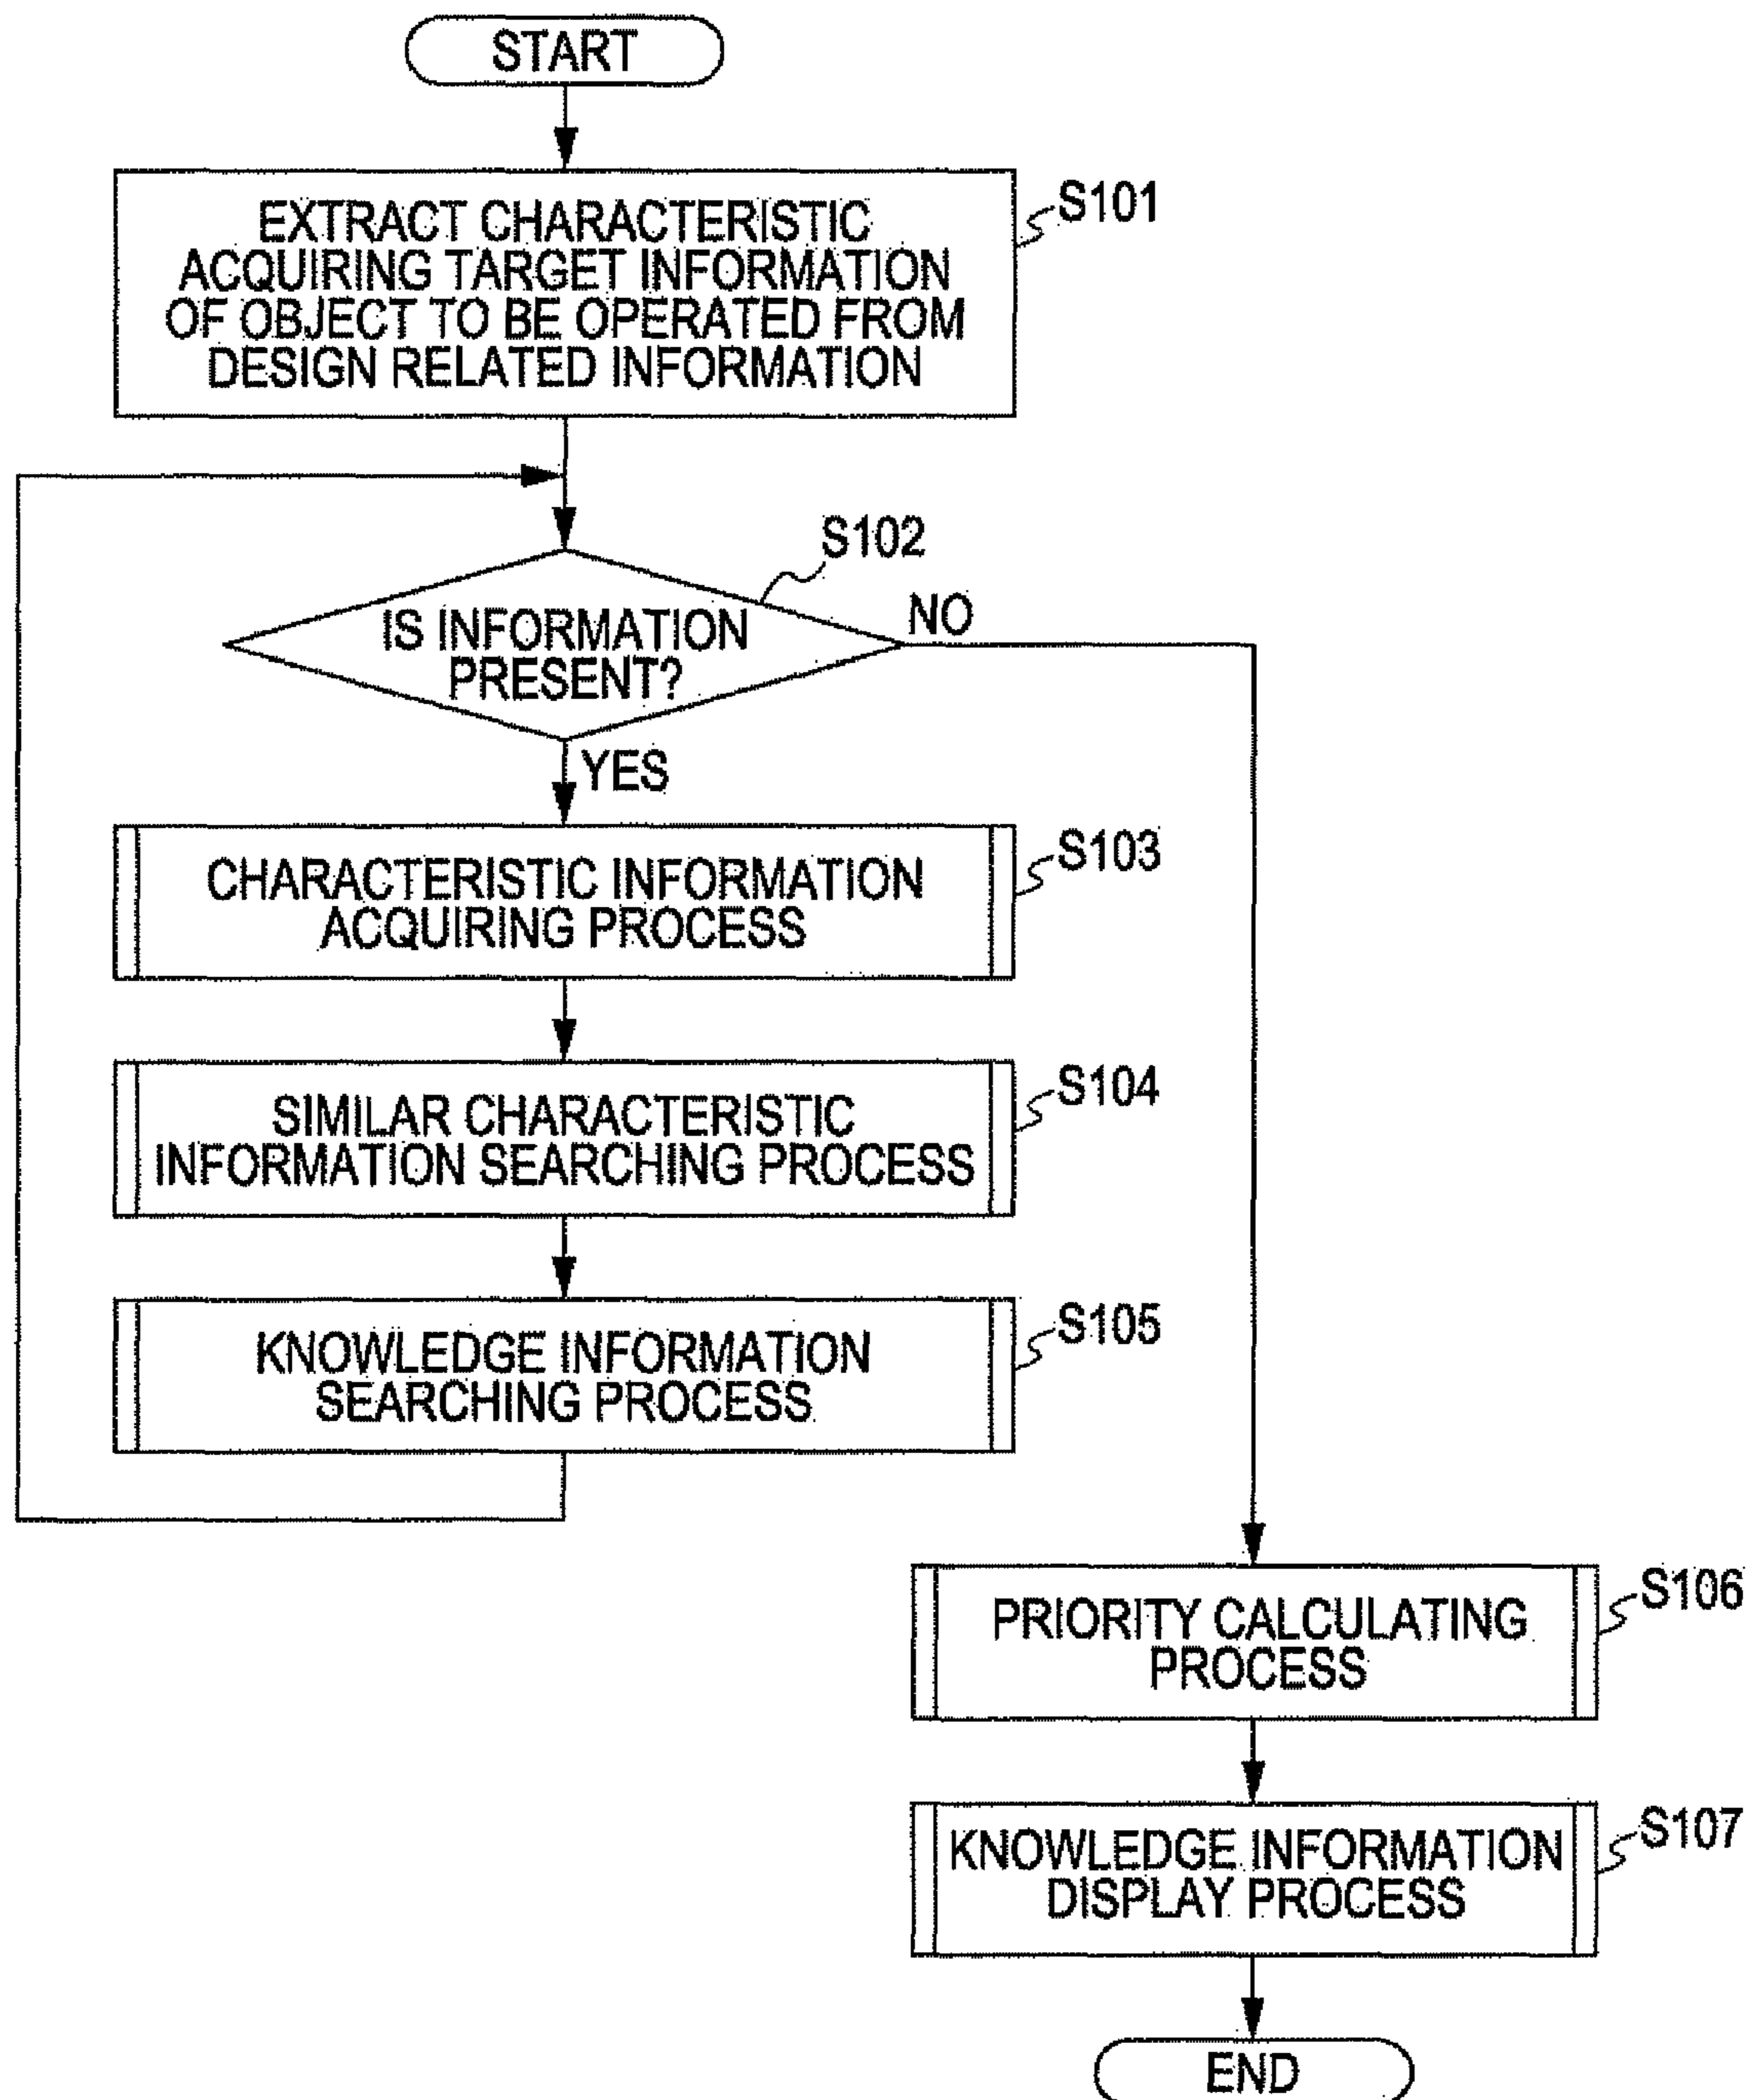 START
EXTRACT CHARACTERISTIC
ACQUIRING TARGET INFORMATION
OF OBJECT TO BE OPERATED FROM
DESIGN RELATED INFORMATION
S101
S102
IS INFORMATION
PRESENT?
NO
YES
CHARACTERISTIC INFORMATION
ACQUIRING PROCESS
S103
SIMILAR CHARACTERISTIC
INFORMATION SEARCHING PROCESS
S104
KNOWLEDGE INFORMATION
SEARCHING PROCESS
S105
PRIORITY CALCULATING
PROCESS
S106
KNOWLEDGE INFORMATION
DISPLAY PROCESS
S107
END